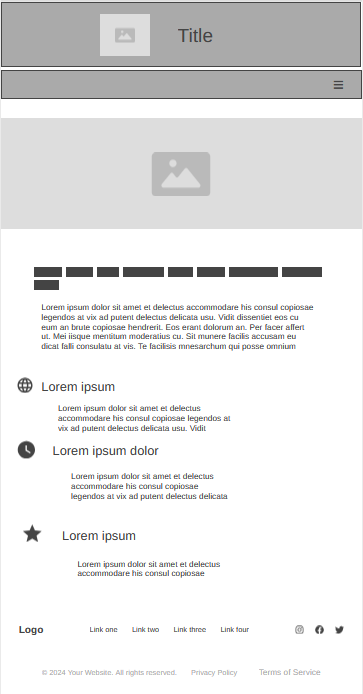 Title
Lorem ipsum dolor sit amet et delectus accommodare his consul copiosae
legendos at vix ad putent delectus delicata usu. Vidit dissentiet eos cu
eum an brute copiosae hendrerit. Eos erant dolorum an. Per facer affert
ut. Mei iisque mentitum moderatius cu. Sit munere facilis accusam eu
dicat falli consulatu at vis. Te facilisis mnesarchum qui posse omnium
Lorem ipsum
Lorem ipsum dolor sit amet et delectus
accommodare his consul copiosae legendos at
vix ad putent delectus delicata usu. Vidit
Lorem ipsum dolor
Lorem ipsum dolor sit amet et delectus
accommodare his consul copiosae
legendos at vix ad putent delectus delicata
Lorem ipsum
Lorem ipsum dolor sit amet et delectus
accommodare his consul copiosae
Logo Link one Link two Link three Link four
© 2024 Your Website. All rights reserved. Privacy Policy Terms of Service